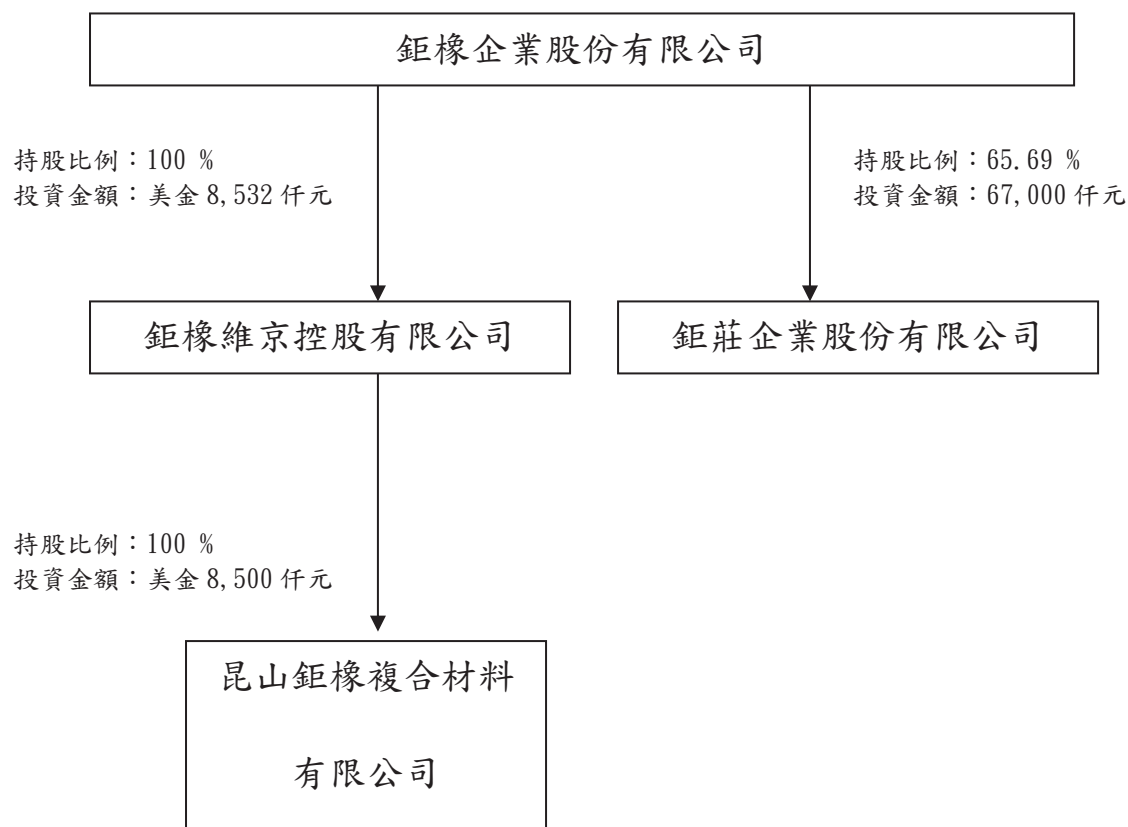 鉅橡企業股份有限公司
持股比例：100 %
投資金額：美金 8,532 仟元
持股比例：65.69 %
投資金額：67,000 仟元
鉅橡維京控股有限公司
鉅莊企業股份有限公司
持股比例：100 %
投資金額：美金 8,500 仟元
昆山鉅橡複合材料
有限公司